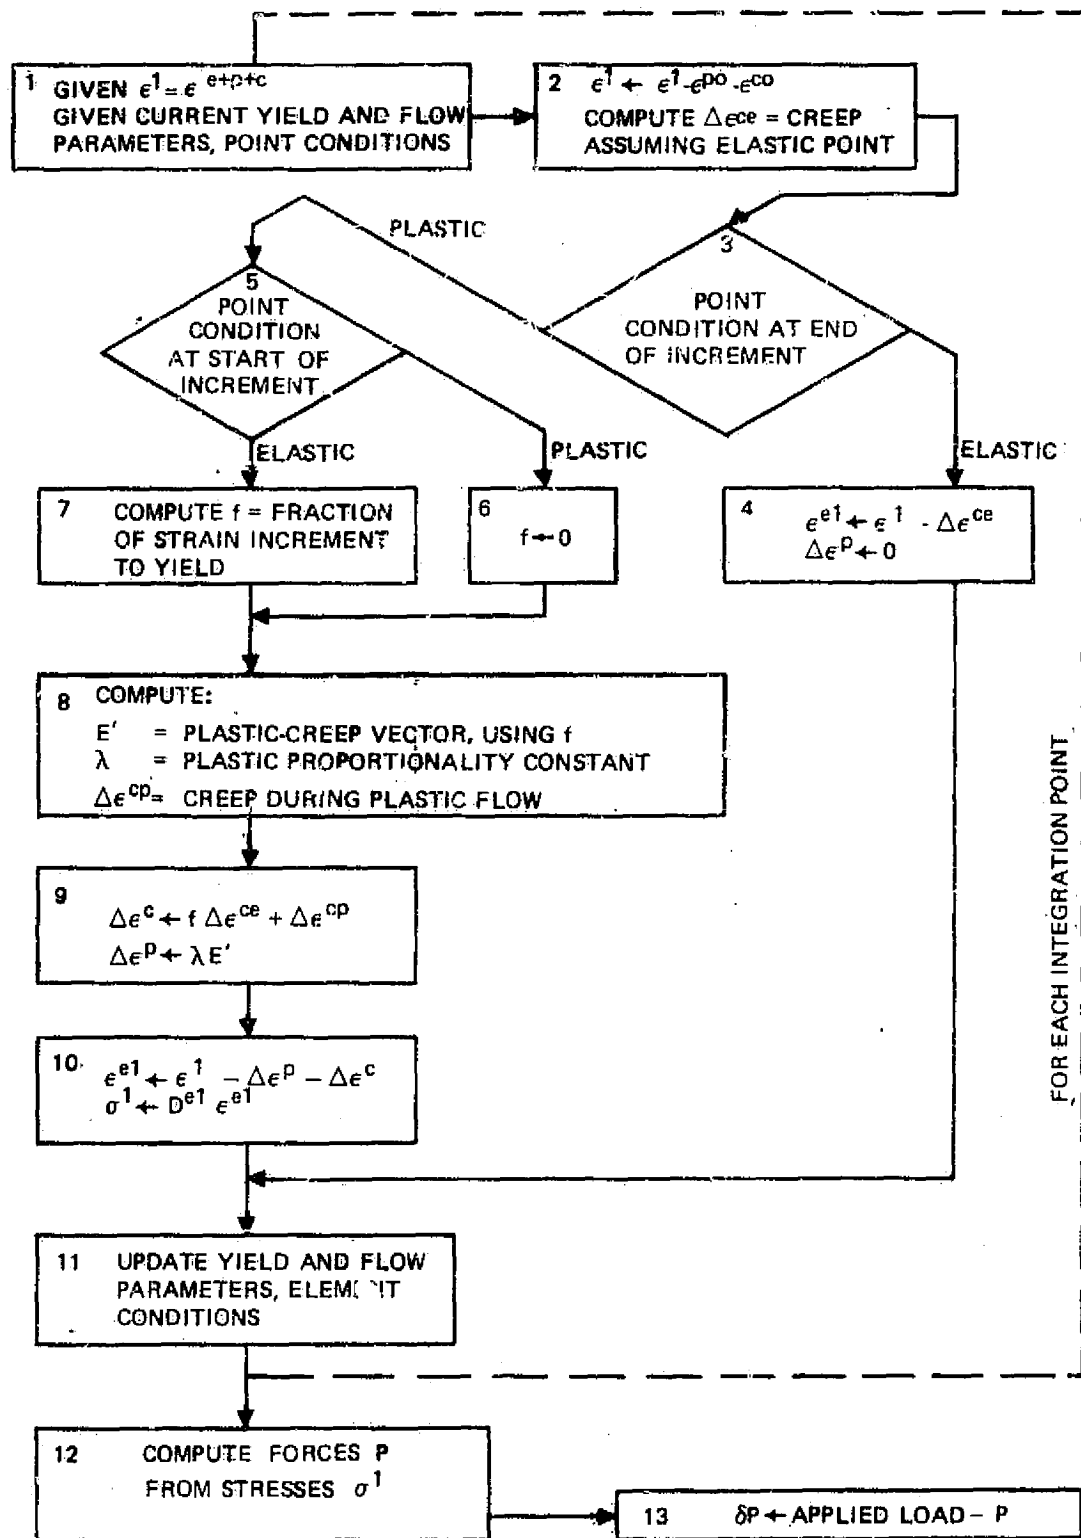 1 GIVEN ϵ¹ = ϵ e+p+c
GIVEN CURRENT YIELD AND FLOW
PARAMETERS, POINT CONDITIONS
2 ϵ¹ ← ϵ¹-ϵᵖᵒ-ϵᶜᵒ
COMPUTE Δϵᶜᵉ = CREEP
ASSUMING ELASTIC POINT
3
POINT
CONDITION AT END
OF INCREMENT
PLASTIC
ELASTIC
5
POINT
CONDITION
AT START OF
INCREMENT
ELASTIC
PLASTIC
7 COMPUTE f = FRACTION
OF STRAIN INCREMENT
TO YIELD
6
f ← 0
4
ϵᵉ¹ ← ϵ¹ - Δϵᶜᵉ
Δϵᵖ ← 0
8 COMPUTE:
E′ = PLASTIC-CREEP VECTOR, USING f
λ = PLASTIC PROPORTIONALITY CONSTANT
Δϵᶜᵖ = CREEP DURING PLASTIC FLOW
9
Δϵᶜ ← f Δϵᶜᵉ + Δϵᶜᵖ
Δϵᵖ ← λ E′
10
ϵᵉ¹ ← ϵ¹ - Δϵᵖ - Δϵᶜ
σ¹ ← Dᵉ¹ ϵᵉ¹
11 UPDATE YIELD AND FLOW
PARAMETERS,
CONDITIONS
FOR EACH INTEGRATION POINT
12 COMPUTE FORCES P
FROM STRESSES σ¹
13 δP ← APPLIED LOAD - P